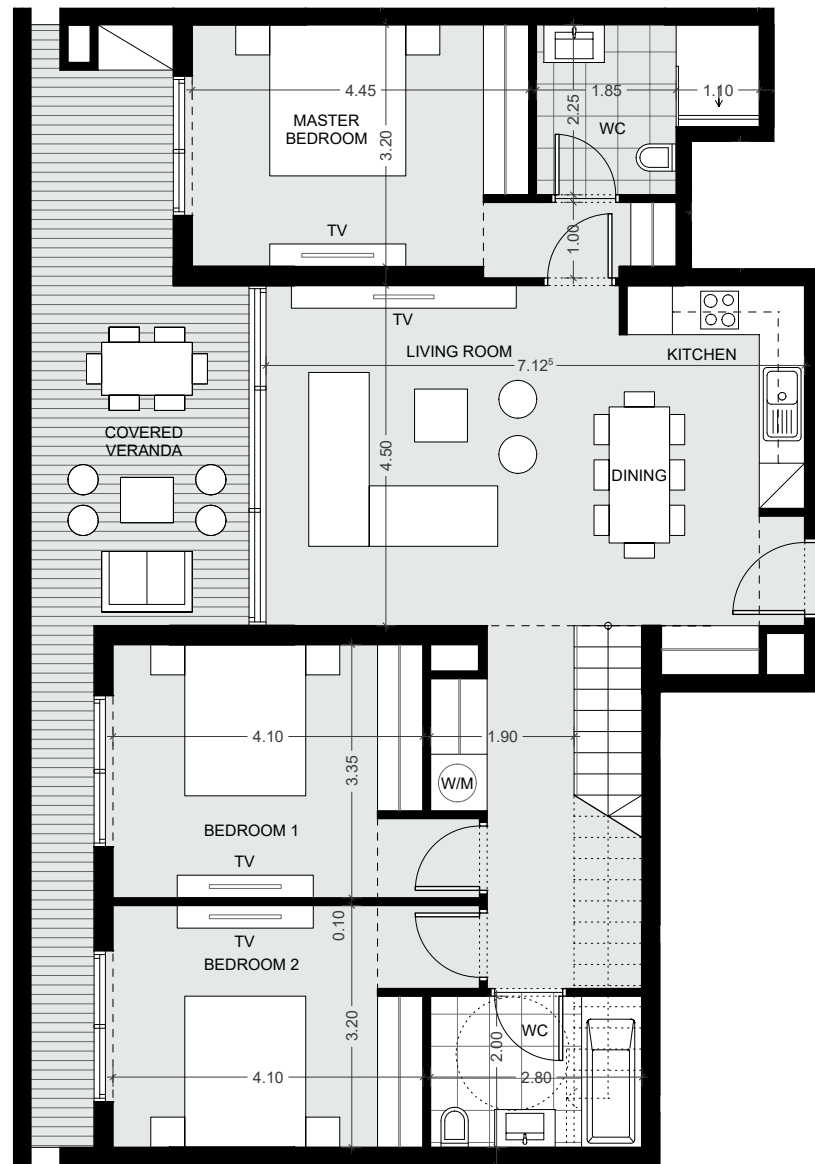 4.45
1.85
1.10
2.25
MASTER
BEDROOM
WC
3.20
TV
1.00
TV
LIVING ROOM
KITCHEN
7.12⁵
COVERED
VERANDA
4.50
DINING
4.10
1.90
3.35
W/M
BEDROOM 1
TV
TV
0.10
BEDROOM 2
3.20
WC
2.00
4.10
2.80